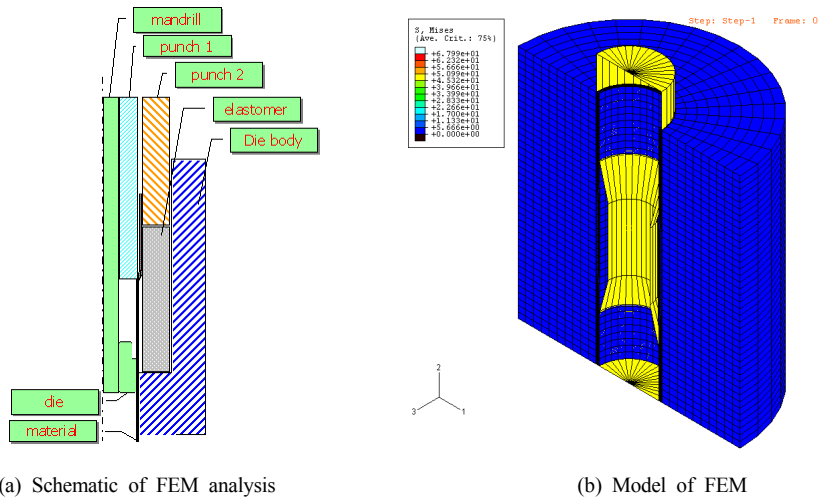 mandrill
punch 1
punch 2
elastomer
Die body
die
material
(a) Schematic of FEM analysis
S, Mises
(Ave. Crit.: 75%)
+6.799e+01
+6.232e+01
+5.666e+01
+5.099e+01
+4.532e+01
+3.966e+01
+3.399e+01
+2.833e+01
+2.266e+01
+1.700e+01
+1.133e+01
+5.666e+00
+0.000e+00
Step: Step-1 Frame: 0
2
3
1
(b) Model of FEM